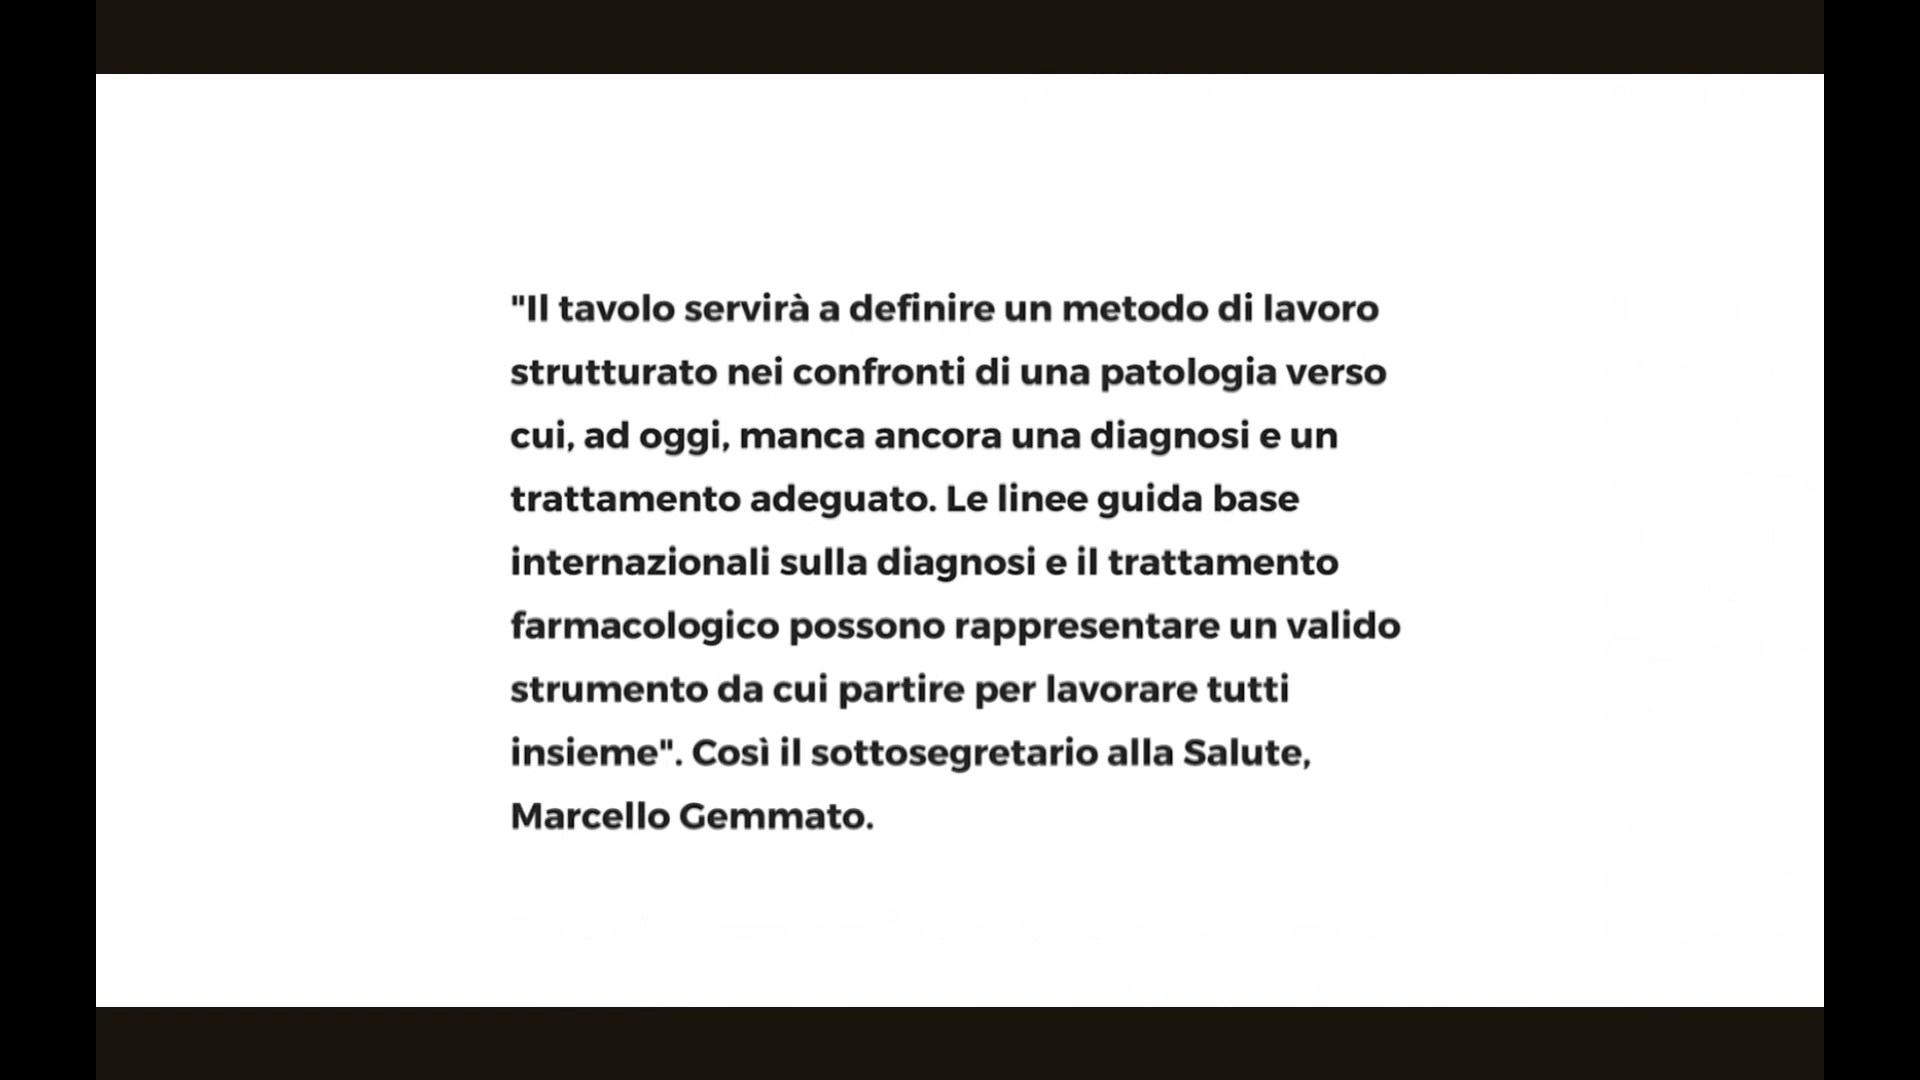 "Il tavolo servirà a definire un metodo di lavoro
strutturato nei confronti di una patologia verso
cui, ad oggi, manca ancora una diagnosi e un
trattamento adeguato. Le linee guida base
internazionali sulla diagnosi e il trattamento
farmacologico possono rappresentare un valido
strumento da cui partire per lavorare tutti
insieme". Così il sottosegretario alla Salute,
Marcello Gemmato.